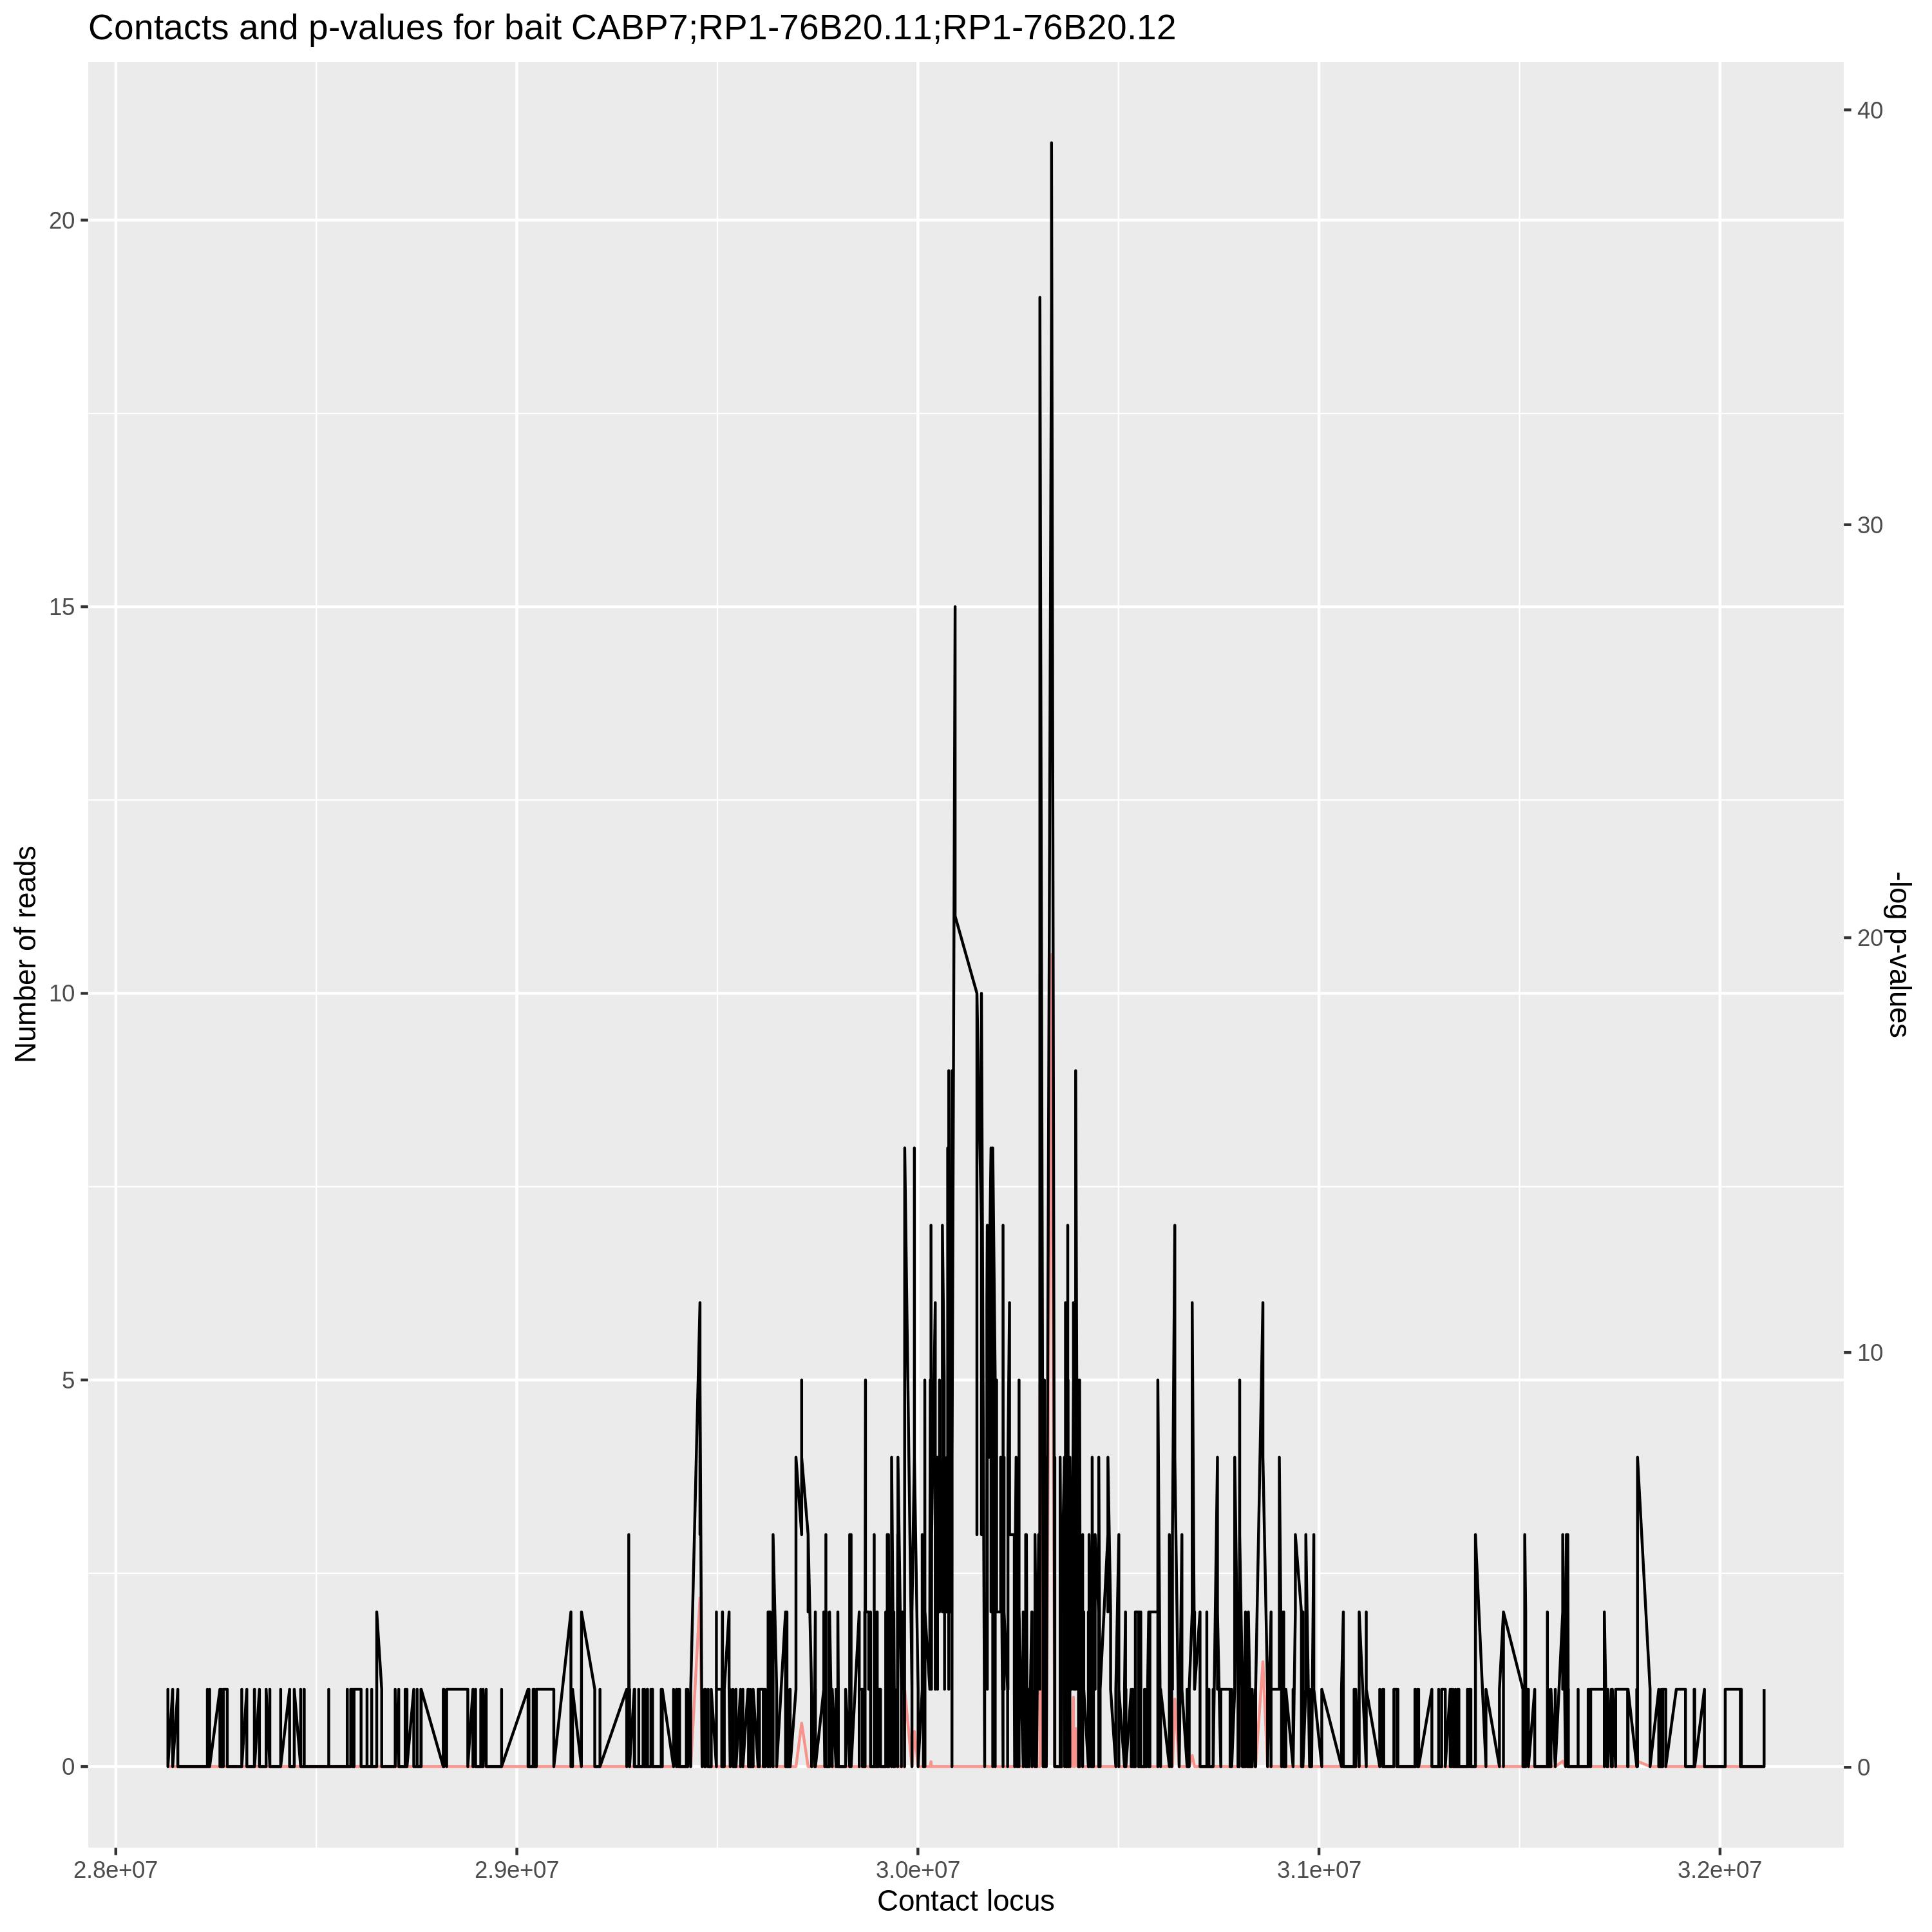 Contacts and p-values for bait CABP7;RP1-76B20.11;RP1-76B20.12
Number of reads
20
15
10
5
0
40
30
20
10
0
-log p-values
2.8e+07
2.9e+07
3.0e+07
3.1e+07
3.2e+07
Contact locus